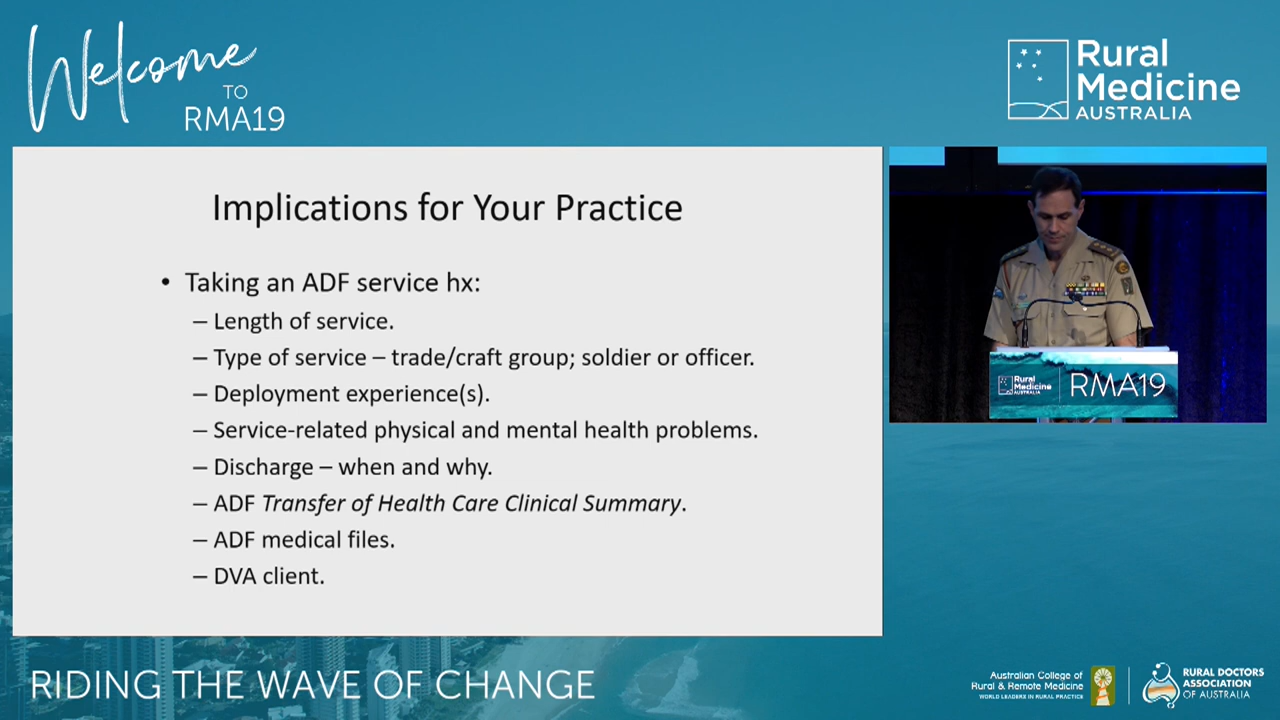 Welcome
TO
RMA19
Rural
Medicine
AUSTRALIA
Implications for Your Practice
• Taking an ADF service hx:
– Length of service.
– Type of service – trade/craft group; soldier or officer.
– Deployment experience(s).
– Service-related physical and mental health problems.
– Discharge – when and why.
– ADF Transfer of Health Care Clinical Summary.
– ADF medical files.
– DVA client.
Rural
Medicine
AUSTRALIA
RMA19
RIDING THE WAVE OF CHANGE
Australian College of
Rural & Remote Medicine
WORLD LEADERS IN RURAL PRACTICE
RURAL DOCTORS
ASSOCIATION
OF AUSTRALIA